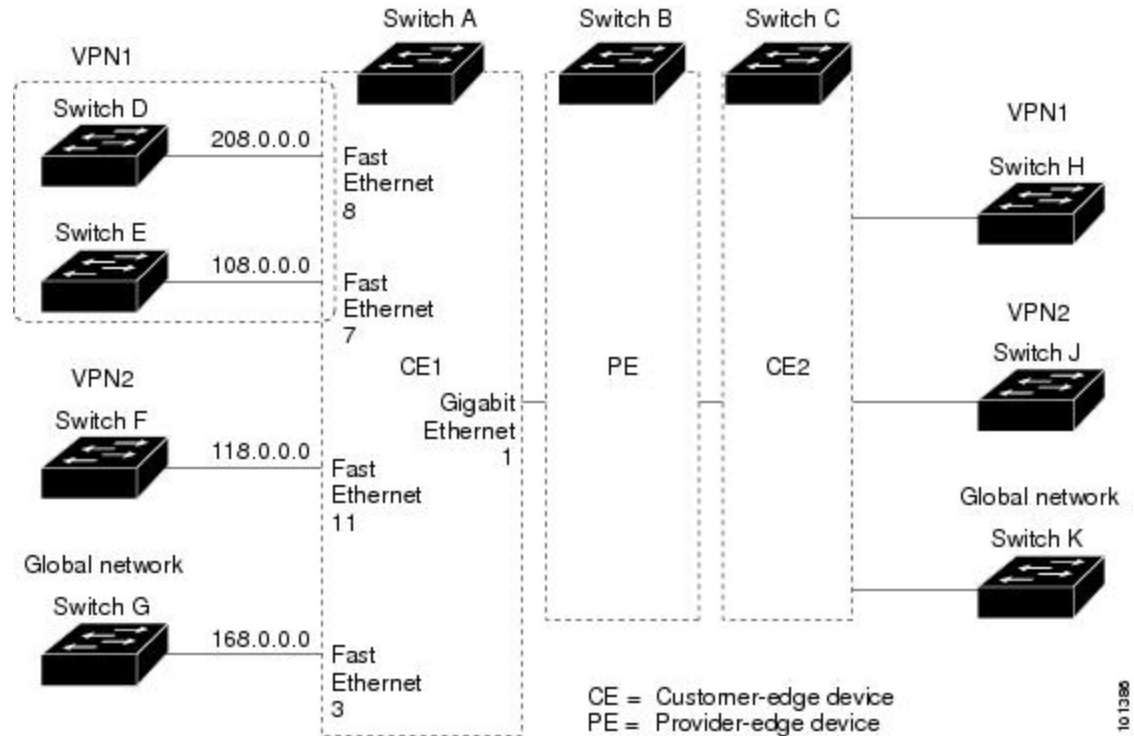 Switch A
Switch B
Switch C
VPN1
Switch D
208.0.0.0
Fast
Ethernet
8
Switch E
108.0.0.0
Fast
Ethernet
7
VPN2
Switch F
118.0.0.0
Fast
Ethernet
11
Global network
Switch G
168.0.0.0
Fast
Ethernet
3
CE1
Gigabit
Ethernet
1
PE
CE2
VPN1
Switch H
VPN2
Switch J
Global network
Switch K
CE = Customer-edge device
PE = Provider-edge device
101386